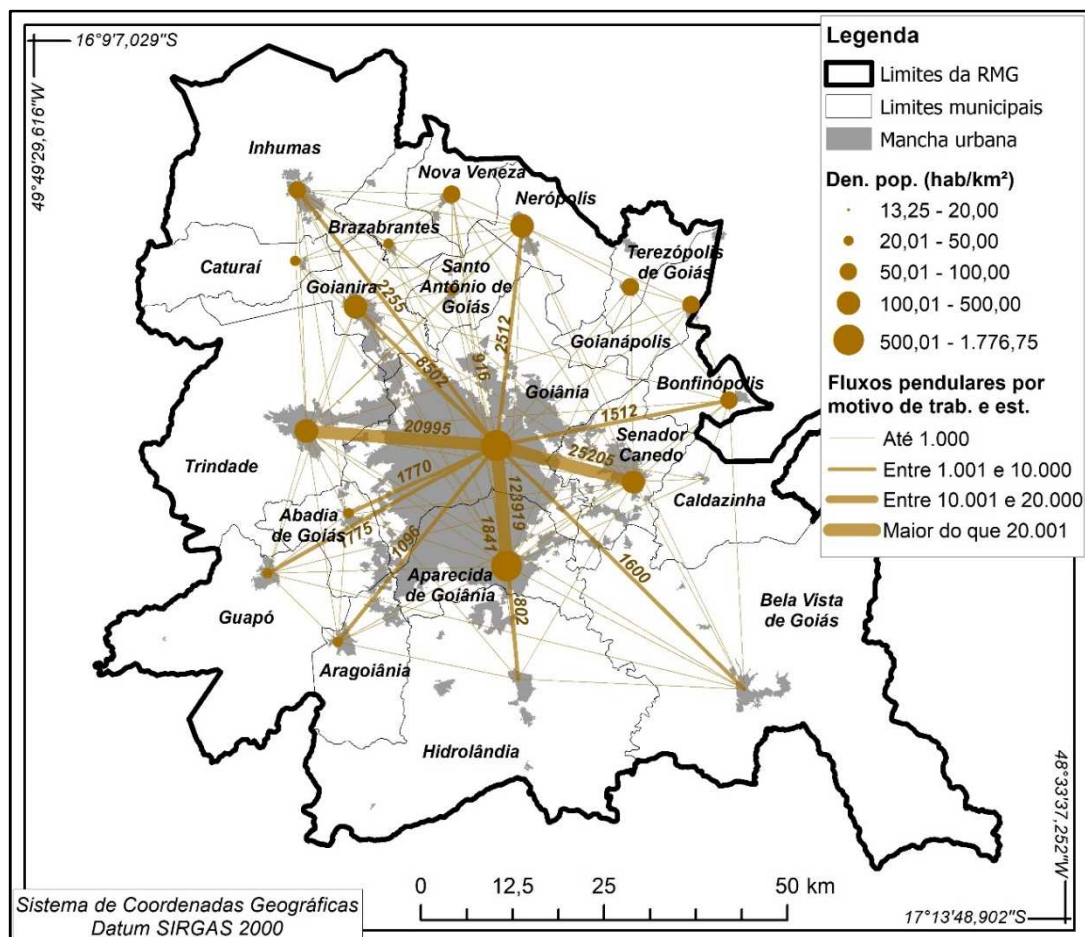 16°9'7,029"S
49°49'29,616"W
Legenda
Limites da RMG
Limites municipais
Mancha urbana
Den. pop. (hab/km²)
13,25 - 20,00
20,01 - 50,00
50,01 - 100,00
100,01 - 500,00
500,01 - 1.776,75
Fluxos pendulares por
motivo de trab. e est.
Até 1.000
Entre 1.001 e 10.000
Entre 10.001 e 20.000
Maior do que 20.001
Inhumas
Nova Veneza
Nerópolis
Brazabrantes
Terezópolis
de Goiás
Caturaí
Santo
Antônio de
Goiás
Goianira
2255
2512
8502
916
Goianápolis
Goiânia
Bonfinópolis
1512
20995
Senador
Canedo
25205
Trindade
1770
123919
Caldazinha
Abadia
de Goiás
1775
1096
1841
1600
Aparecida
de Goiânia
802
Bela Vista
de Goiás
Guapó
Aragoiânia
Hidrolândia
48°33'37,252"W
0 12,5 25 50 km
Sistema de Coordenadas Geográficas
Datum SIRGAS 2000
17°13'48,902"S